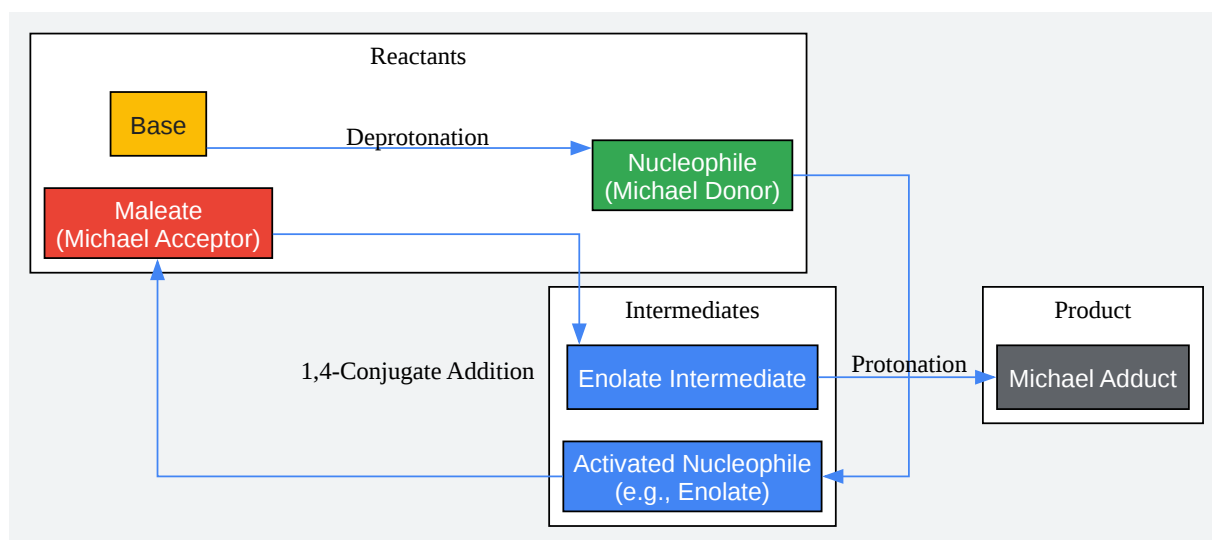 Reactants
Base
Deprotonation
Nucleophile
(Michael Donor)
Maleate
(Michael Acceptor)
Intermediates
Product
1,4-Conjugate Addition
Enolate Intermediate
Protonation
Michael Adduct
Activated Nucleophile
(e.g., Enolate)